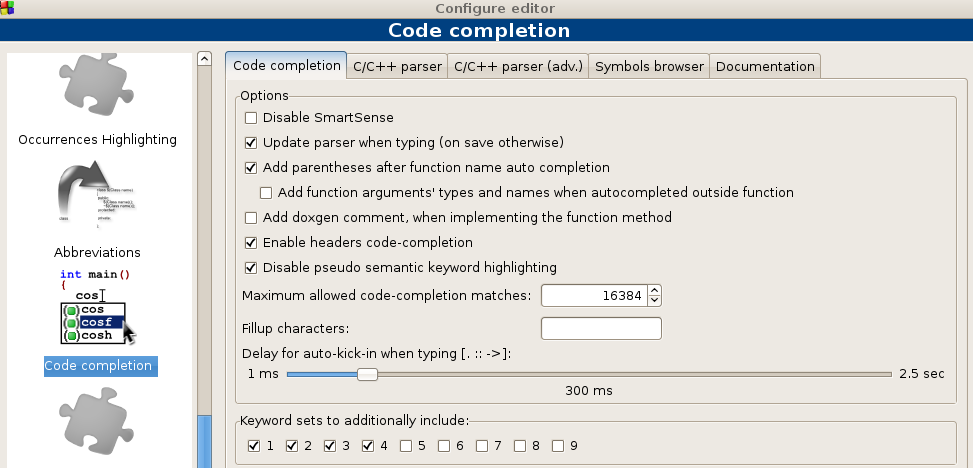 Configure editor
Code completion
Occurrences Highlighting
Abbreviations
int main()
{
cos
cos
cosf
cosh
Code completion
Code completion C/C++ parser C/C++ parser (adv.) Symbols browser Documentation
Options
Disable SmartSense
Update parser when typing (on save otherwise)
Add parentheses after function name auto completion
Add function arguments' types and names when autocompleted outside function
Add doxgen comment, when implementing the function method
Enable headers code-completion
Disable pseudo semantic keyword highlighting
Maximum allowed code-completion matches: 16384
Fillup characters:
Delay for auto-kick-in when typing [. :: ->]:
1 ms 2.5 sec
300 ms
Keyword sets to additionally include:
1 2 3 4 5 6 7 8 9